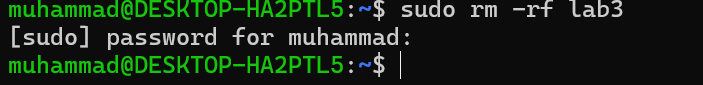 muhammad@DESKTOP-HA2PTL5:~$ sudo rm -rf lab3
[sudo] password for muhammad:
muhammad@DESKTOP-HA2PTL5:~$